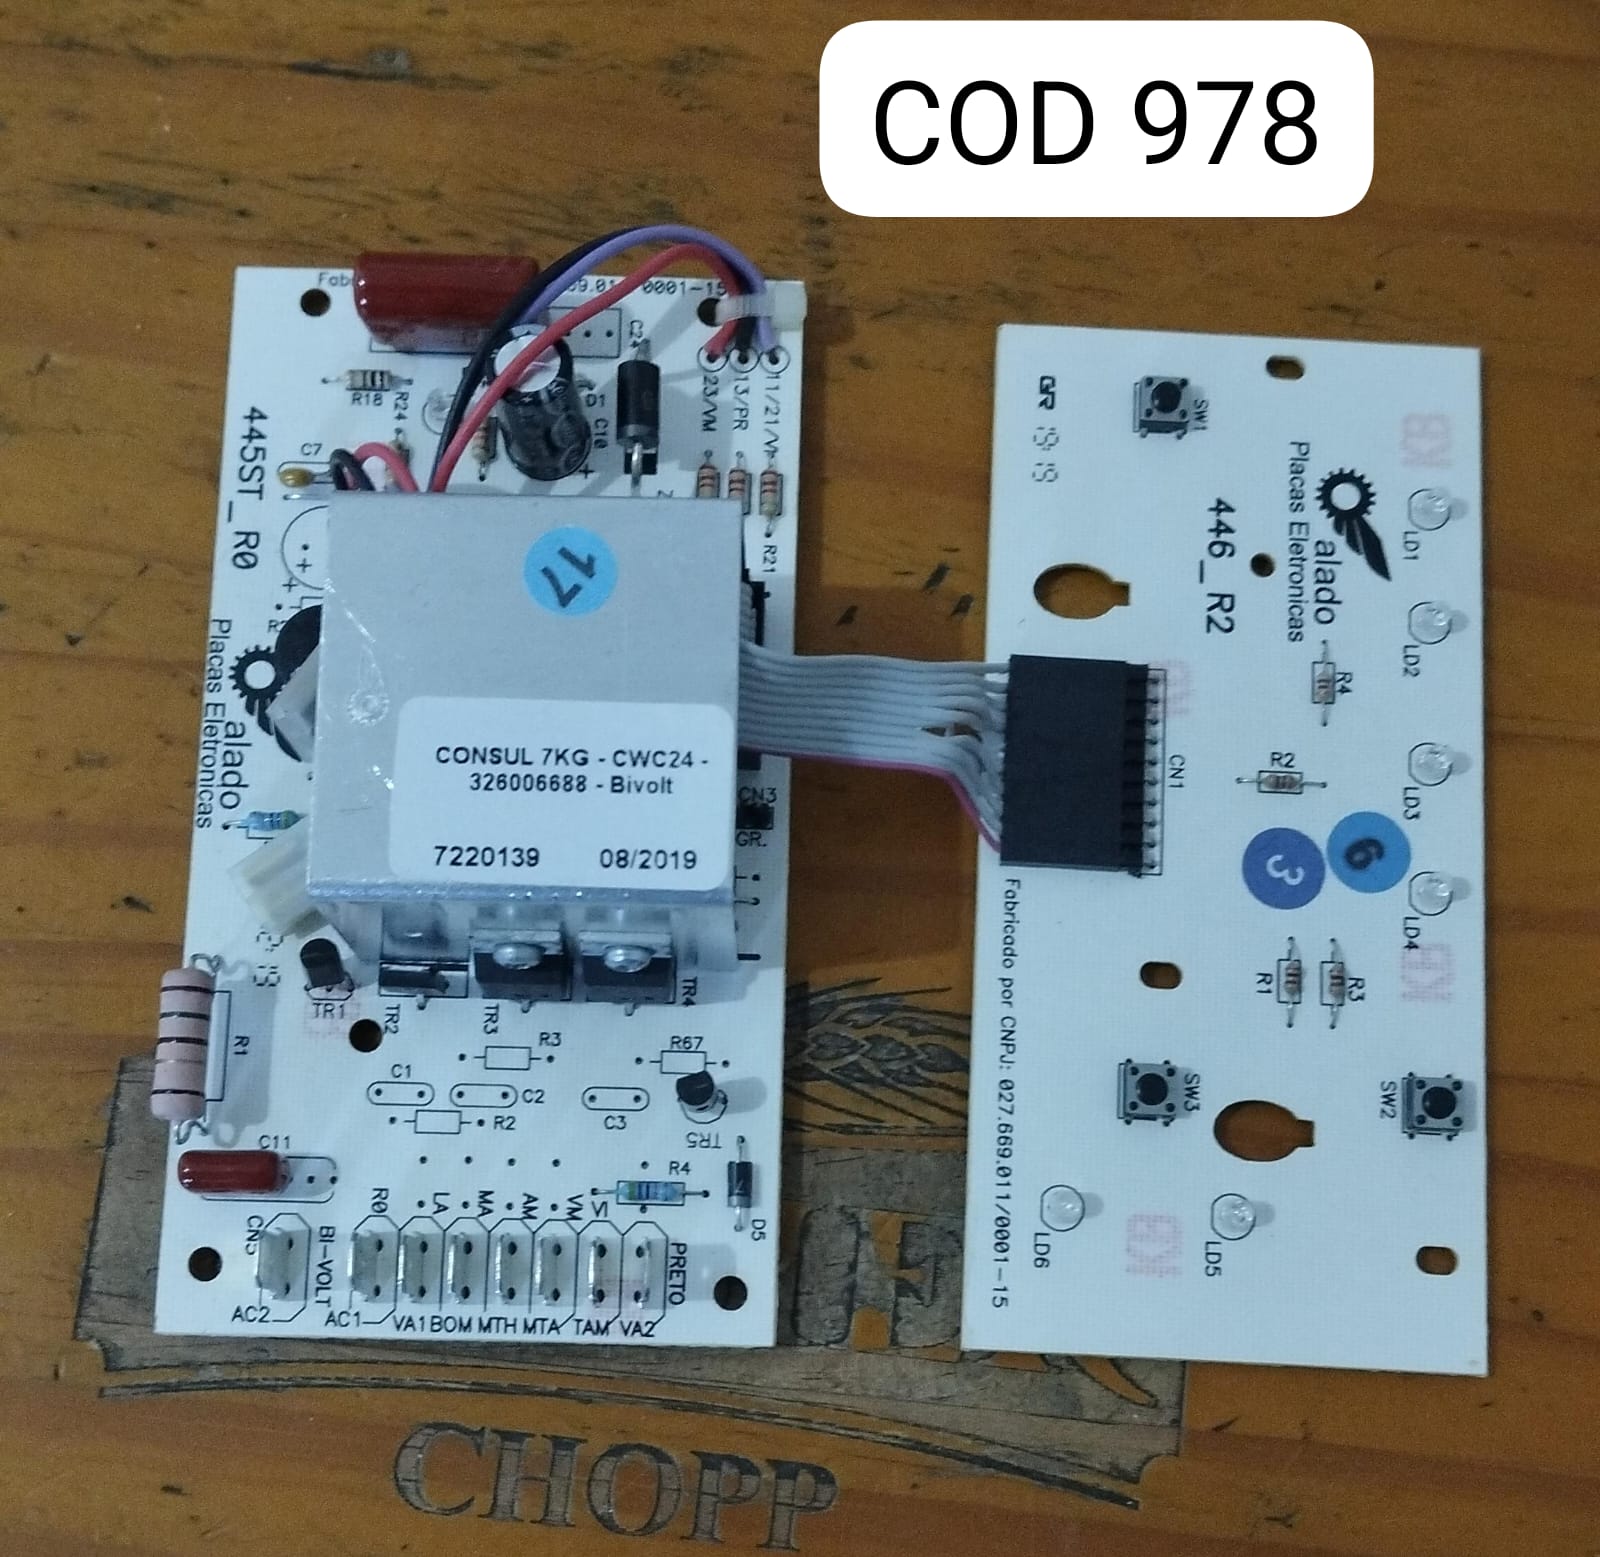 COD 978
23/VM
13/PR
R18
R24
D1
C10
C24
C7
R21
445ST_R0
17
alado
Placas Eletronicas
CONSUL 7KG - CWC24 -
326006688 - Bivolt
7220139 08/2019
CN3
GR.
TR1
TR2
TR3
TR4
R1
R3
R67
C1
C2
C3
R2
TR5
C11
R4
D5
CN5
BI-VOLT
RO
LA
MA
AM
VM
PRETO
AC2
AC1
VA1 BOM MTH MTA TAM VA2
GR
SW1
alado
Placas Eletronicas
446_R2
LD1
LD2
LD3
LD4
R4
R2
CN1
3
6
R1
R3
SW3
SW2
LD6
LD5
Fabricado por CNPJ: 027.669.011/0001-15
CHOPP